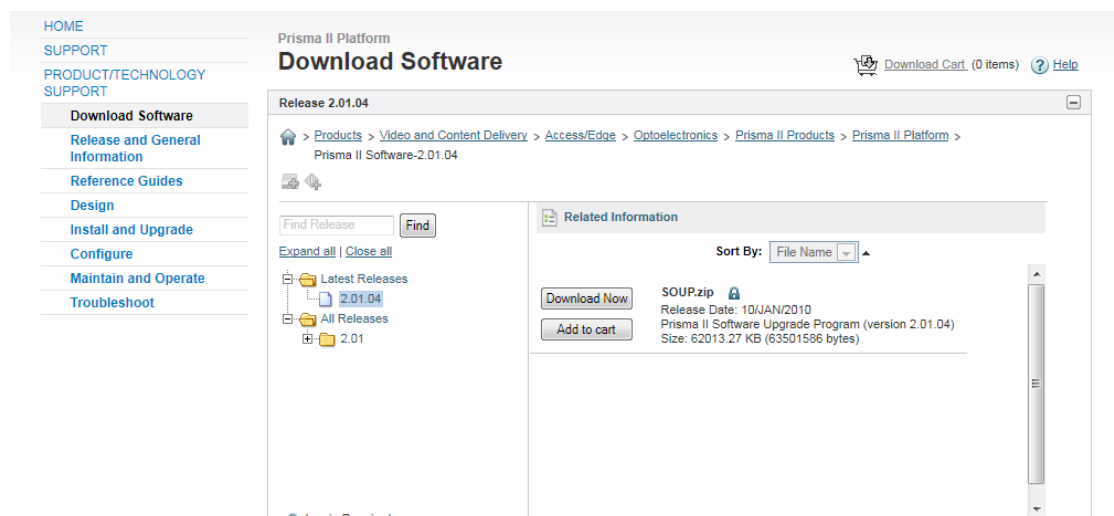 HOME
SUPPORT
PRODUCT/TECHNOLOGY
SUPPORT
Download Software
Release and General
Information
Reference Guides
Design
Install and Upgrade
Configure
Maintain and Operate
Troubleshoot
Prisma II Platform
Download Software
Download Cart (0 items) ? Help
Release 2.01.04
> Products > Video and Content Delivery > Access/Edge > Optoelectronics > Prisma II Products > Prisma II Platform >
Prisma II Software-2.01.04
Find Release Find
Expand all | Close all
Latest Releases
2.01.04
All Releases
2.01
Related Information
Sort By: File Name
Download Now
Add to cart
SOUP.zip
Release Date: 10/JAN/2010
Prisma II Software Upgrade Program (version 2.01.04)
Size: 62013.27 KB (63501586 bytes)